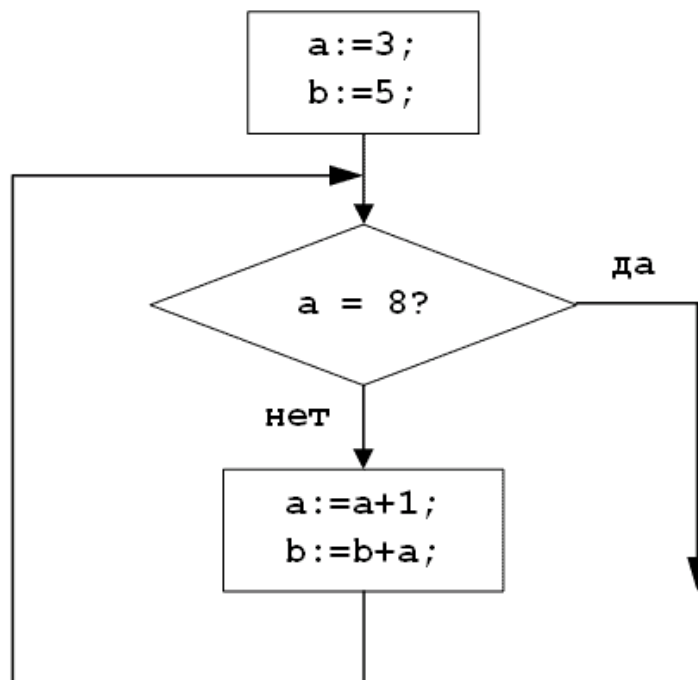 a:=3;
b:=5;
да
a = 8?
нет
a:=a+1;
b:=b+a;